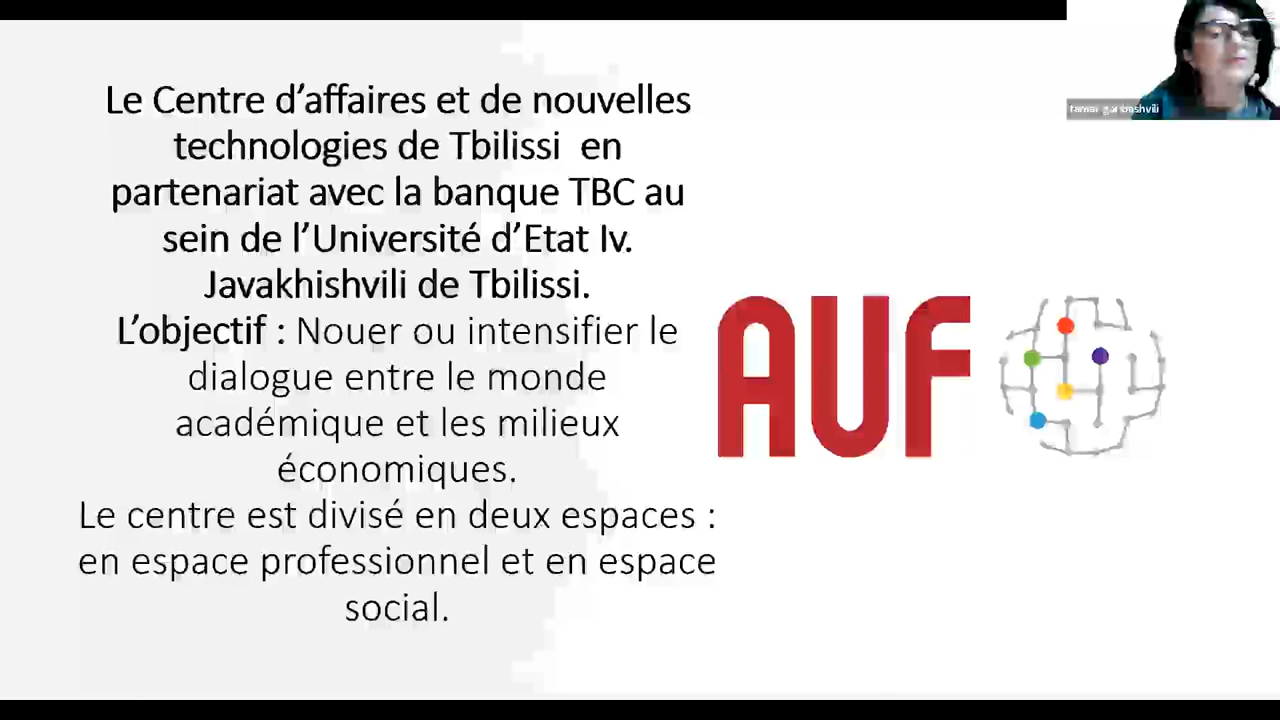 Le Centre d’affaires et de nouvelles
technologies de Tbilissi  en
partenariat avec la banque TBC au
sein de l’Université d’Etat Iv.
Javakhishvili de Tbilissi.
L’objectif : Nouer ou intensifier le
dialogue entre le monde
académique et les milieux
économiques.
Le centre est divisé en deux espaces :
en espace professionnel et en espace
social.
AUF